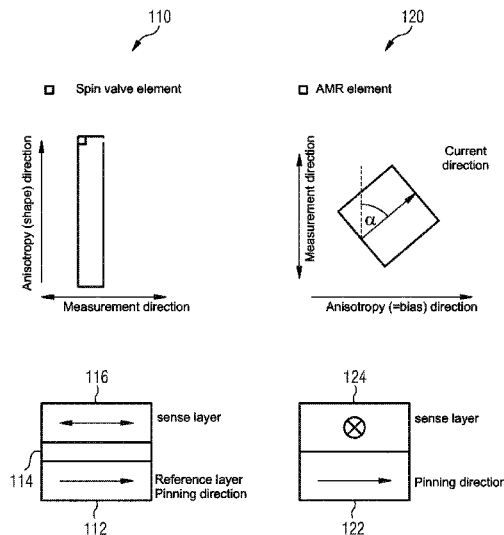 110
120
Spin valve element
AMR element
Anisotropy (shape) direction
Measurement direction
Measurement direction
Current
direction
α
Anisotropy (=bias) direction
116
sense layer
114
Reference layer
Pinning direction
112
124
sense layer
Pinning direction
122